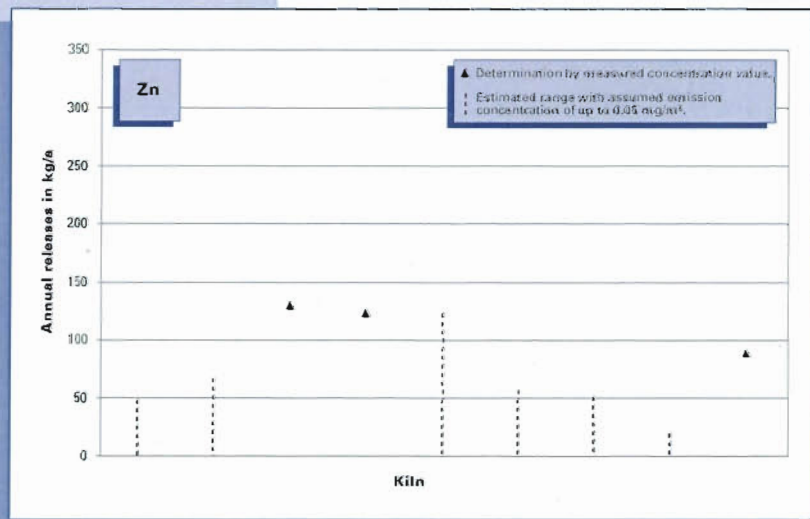 350
300
250
200
150
100
50
0
Annual releases in kg/a
Zn
▲ Determination by measured concentration value.
Estimated range with assumed emission
concentration of up to 0.05 mg/m³.
Kiln